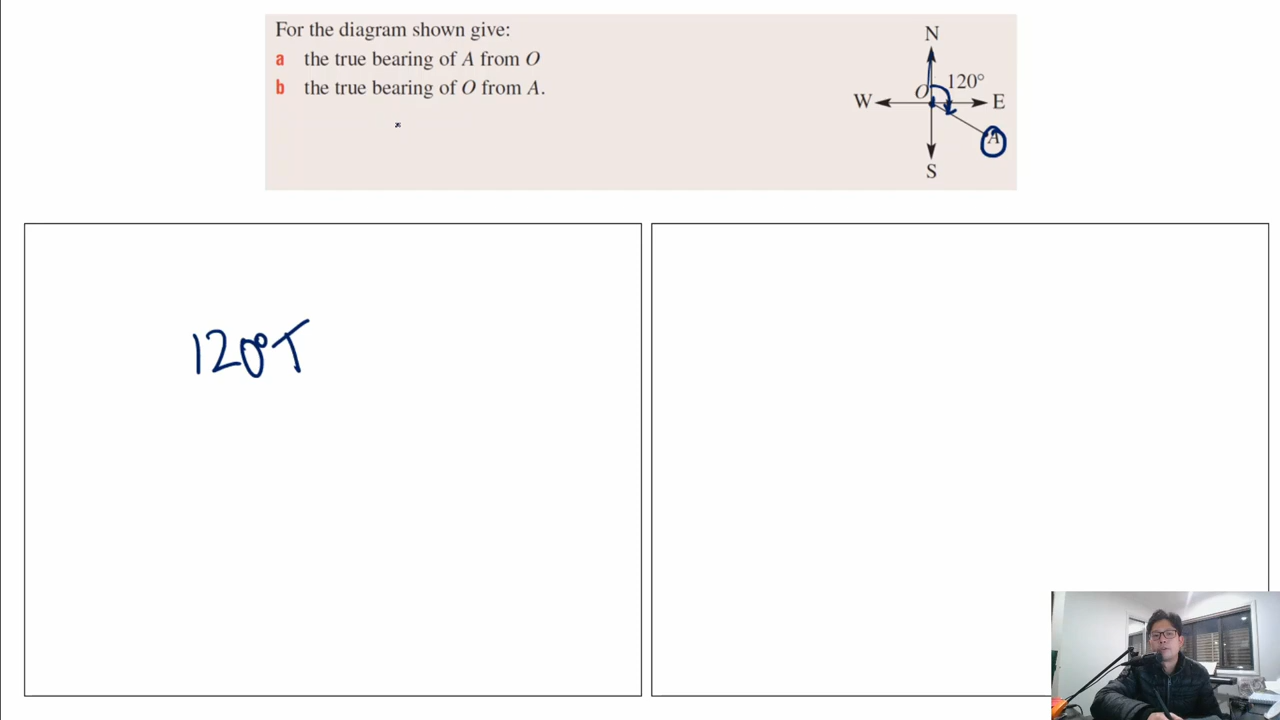 For the diagram shown give:
a the true bearing of A from O
b the true bearing of O from A.
N
O 120°
W E
A
S
120°T